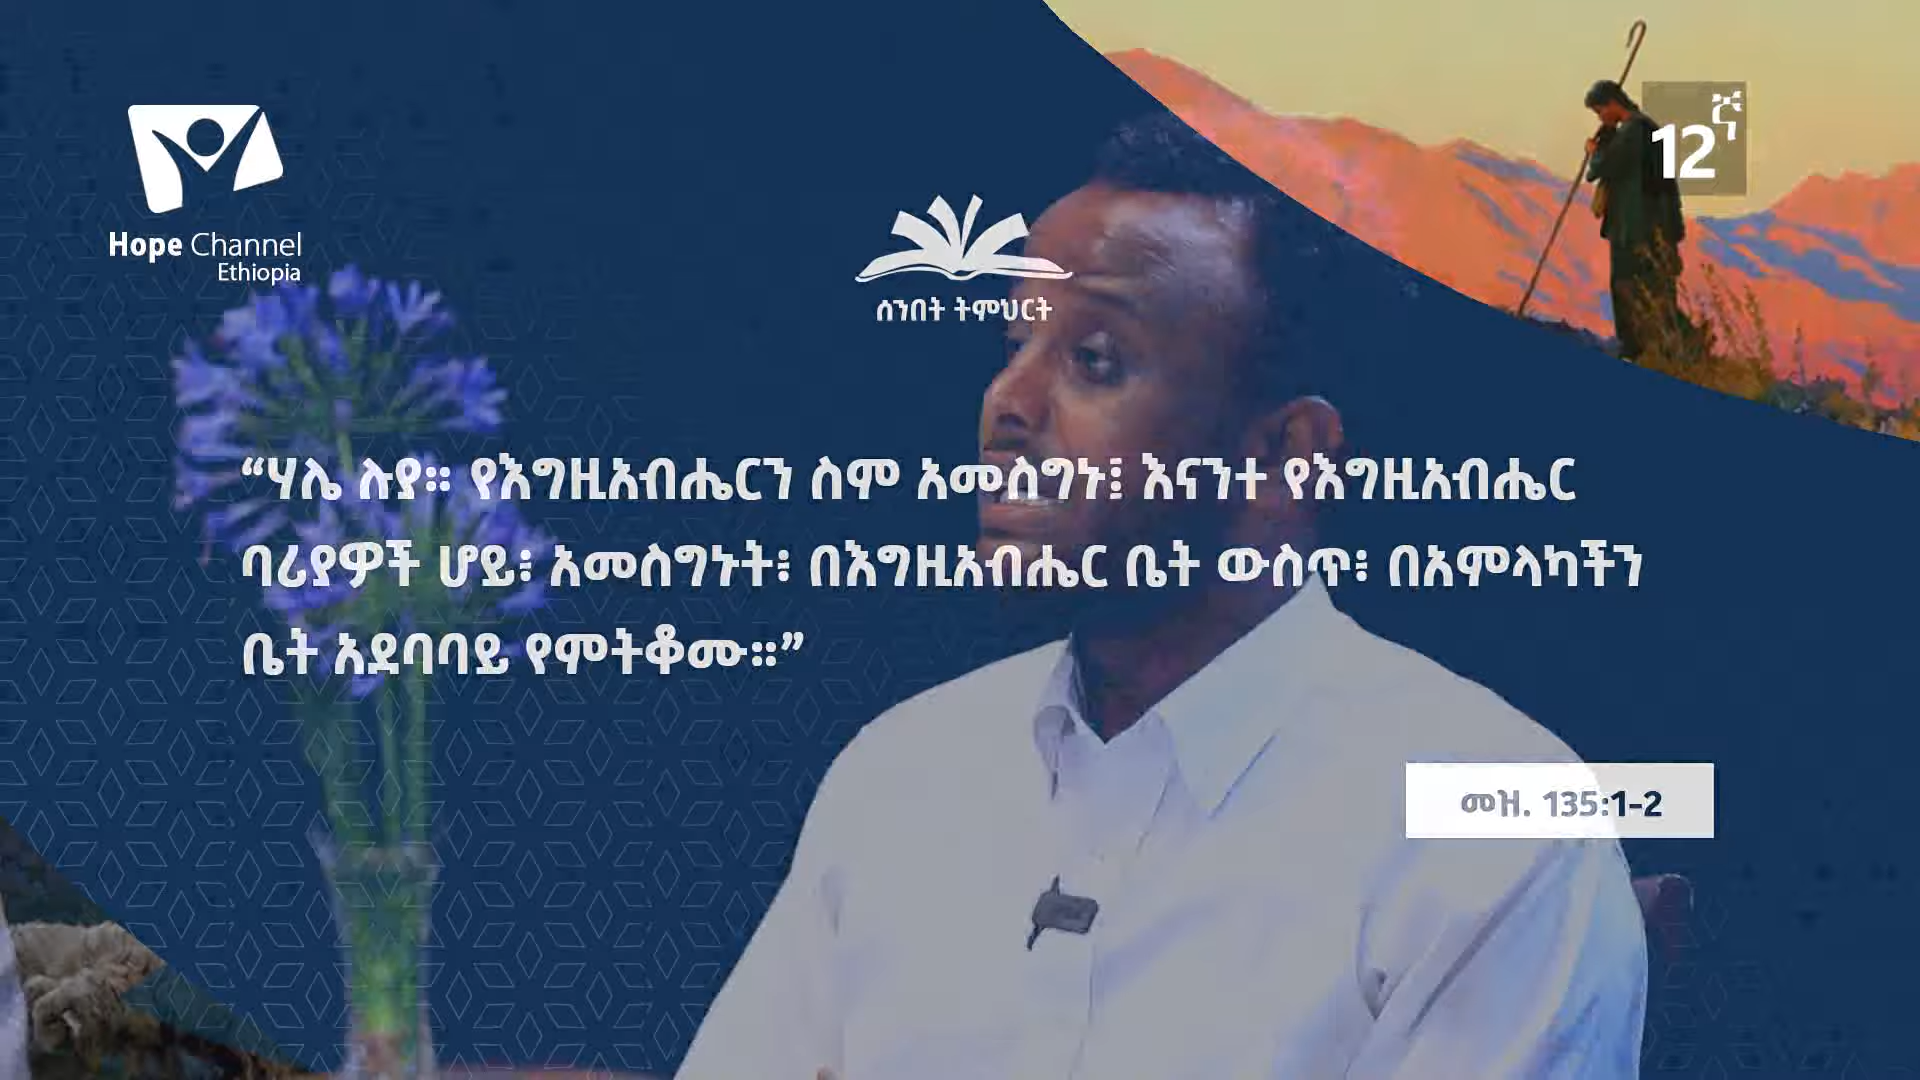 Hope Channel
Ethiopia
12ኛ
ሰንበት ትምህርት
“ሃሌ ሉያ። የእግዚአብሔርን ስም አመስግኑ፤ እናንተ የእግዚአብሔር
ባሪያዎች ሆይ፥ አመስግኑት፥ በእግዚአብሔር ቤት ውስጥ፥ በአምላካችን
ቤት አደባባይ የምትቆሙ።”
መዝ. 135:1-2